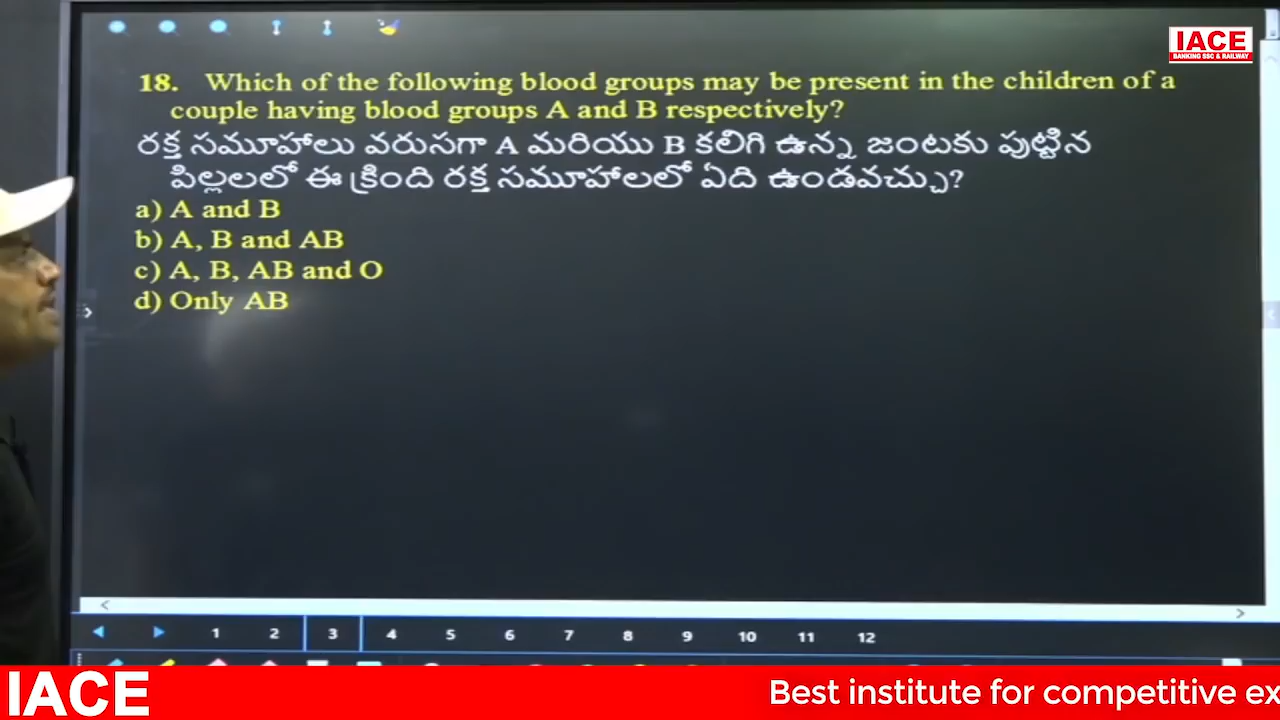 IACE
BANKING SSC & RAILWAY
18. Which of the following blood groups may be present in the children of a
couple having blood groups A and B respectively?
రక్త సమూహాలు వరుసగా A మరియు B కలిగి ఉన్న జంటకు పుట్టిన
పిల్లలలో ఈ క్రింది రక్త సమూహాలలో ఏది ఉండవచ్చు?
a) A and B
b) A, B and AB
c) A, B, AB and O
d) Only AB
1 2 3 4 5 6 7 8 9 10 11 12
IACE
Best institute for competitive ex